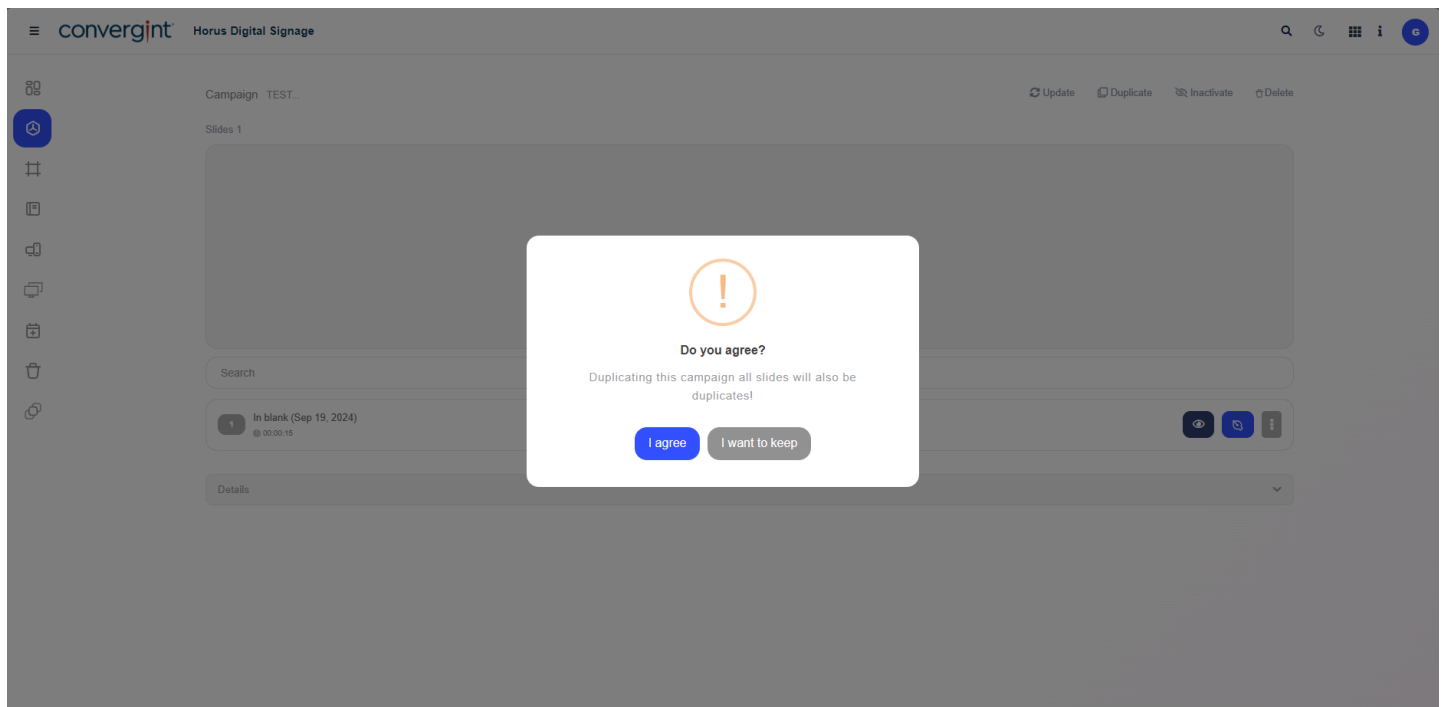 convergint Horus Digital Signage
G
Campaign TEST...
Update Duplicate Inactivate Delete
Slides 1
Do you agree?
Duplicating this campaign all slides will also be
duplicates!
I agree I want to keep
Search
1 In blank (Sep 19, 2024)
00:00:15
Details